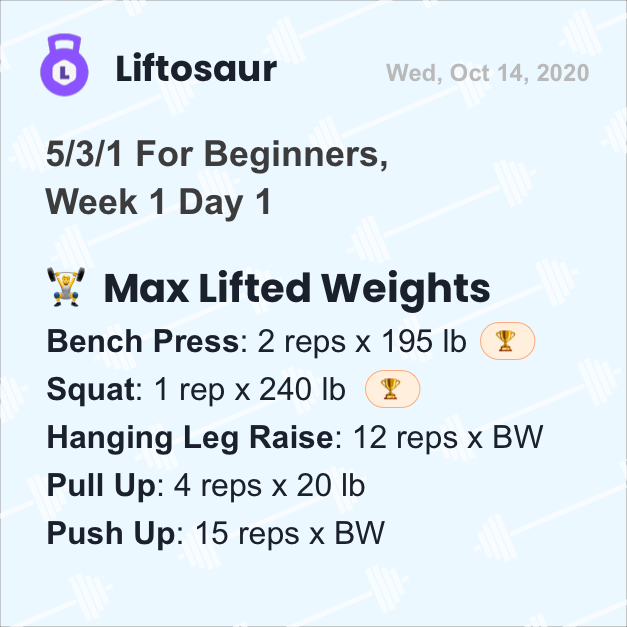 Liftosaur
Wed, Oct 14, 2020
5/3/1 For Beginners,
Week 1 Day 1
Max Lifted Weights
Bench Press: 2 reps x 195 lb
Squat: 1 rep x 240 lb
Hanging Leg Raise: 12 reps x BW
Pull Up: 4 reps x 20 lb
Push Up: 15 reps x BW